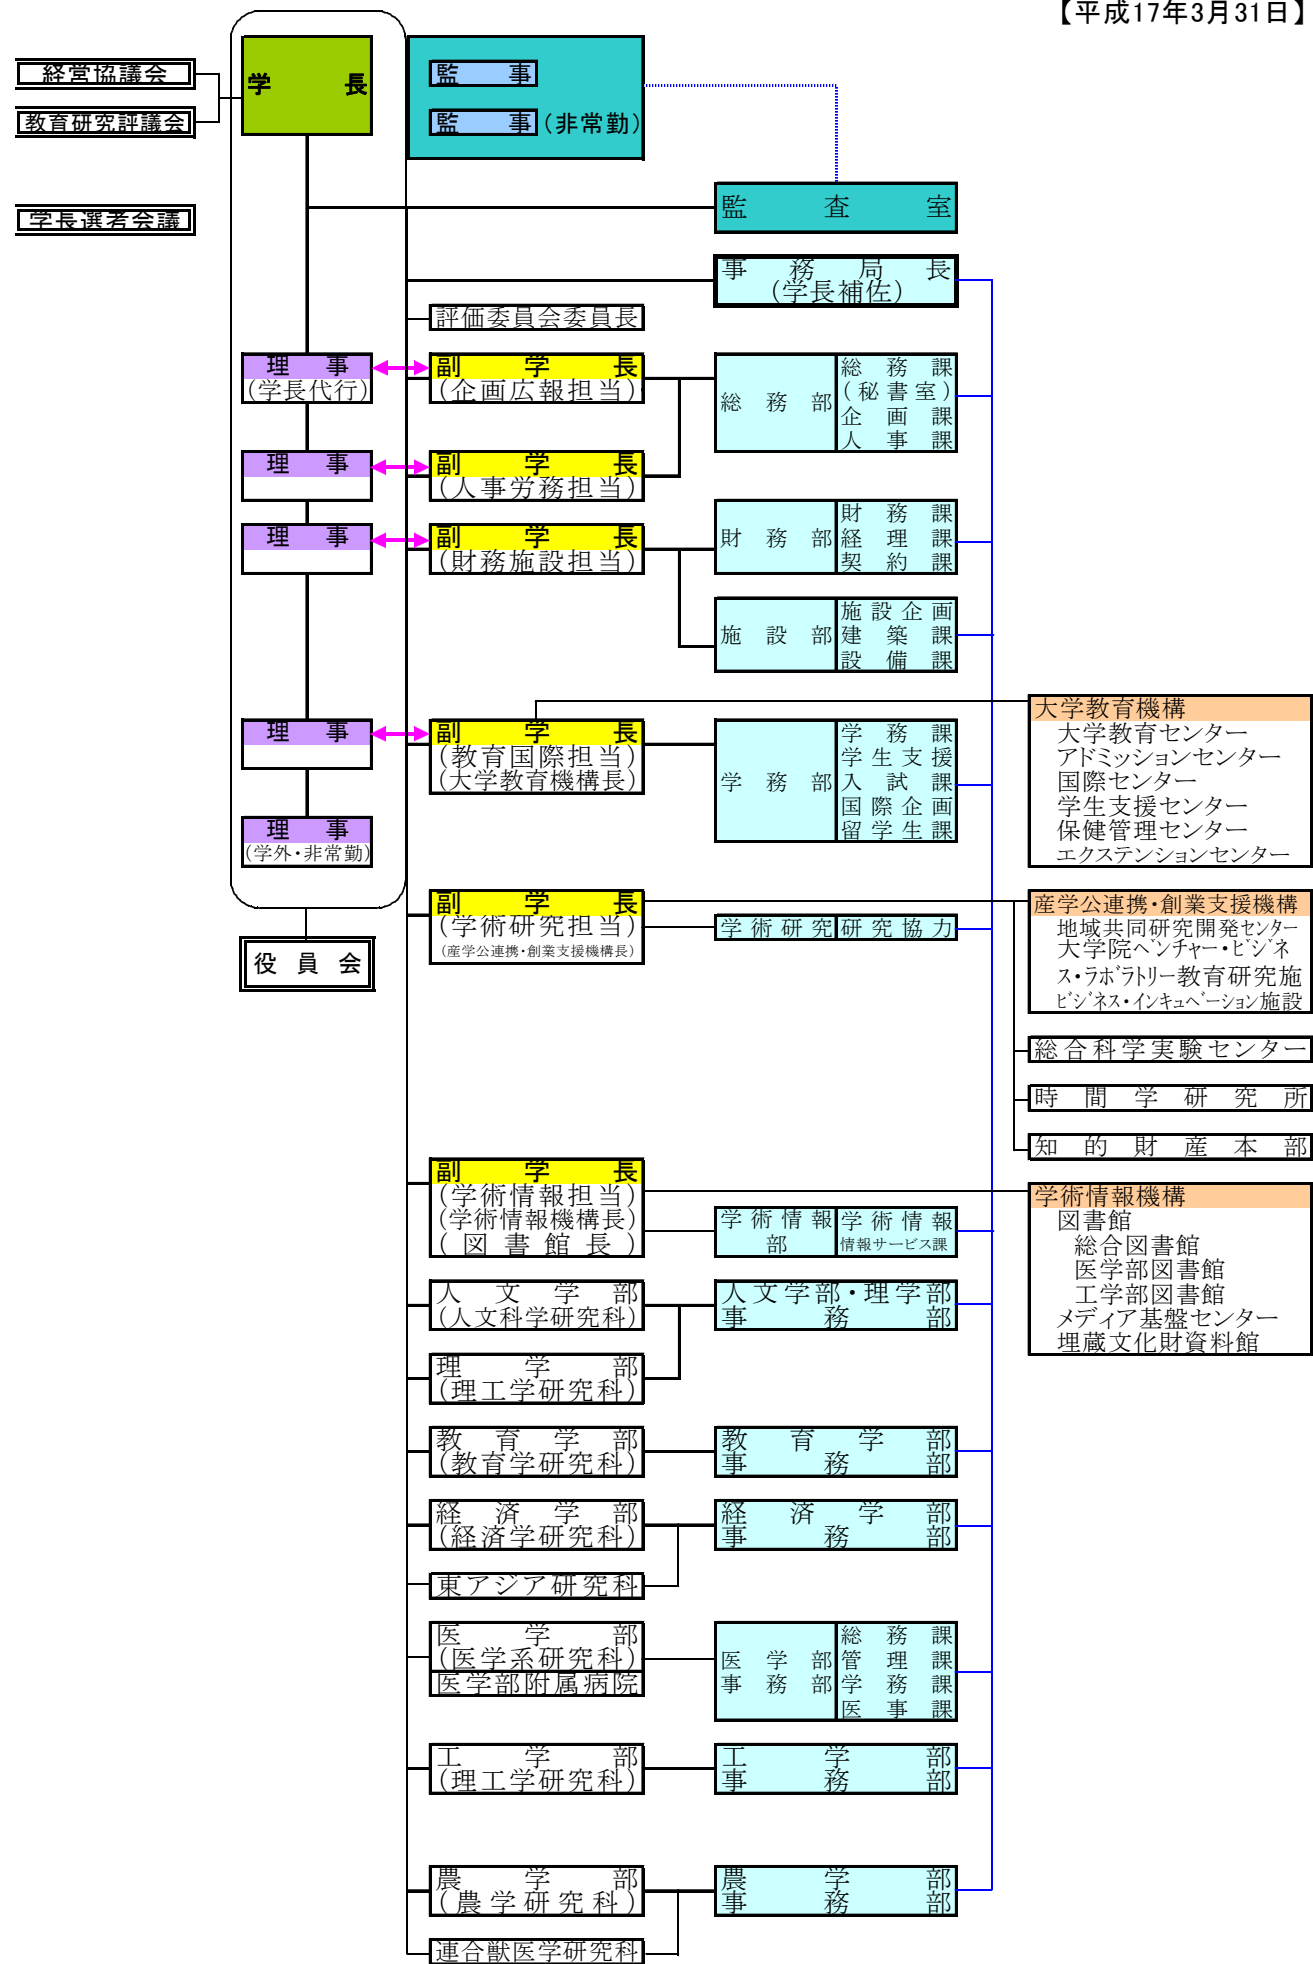 【平成17年3月31日】
経営協議会
教育研究評議会
学長選考会議
学長
監事
監事(非常勤)
監査室
事務局長
(学長補佐)
評価委員会委員長
理事
(学長代行)
副学長
(企画広報担当)
総務部
総務課
(秘書室)
企画課
人事課
理事
副学長
(人事労務担当)
理事
副学長
(財務施設担当)
財務部
財務課
経理課
契約課
施設部
施設企画
建築課
設備課
理事
副学長
(教育国際担当)
(大学教育機構長)
学務部
学務課
学生支援
入試課
国際企画
留学生課
大学教育機構
大学教育センター
アドミッションセンター
国際センター
学生支援センター
保健管理センター
エクステンションセンター
理事
(学外・非常勤)
役員会
副学長
(学術研究担当)
(産学公連携・創業支援機構長)
学術研究
研究協力
産学公連携・創業支援機構
地域共同研究開発センター
大学院ベンチャー・ビジネ
ス・ラボラトリー教育研究施
ビジネス・インキュベーション施設
総合科学実験センター
時間学研究所
知的財産本部
副学長
(学術情報担当)
(学術情報機構長)
(図書館長)
学術情報
部
学術情報
情報サービス課
学術情報機構
図書館
総合図書館
医学部図書館
工学部図書館
メディア基盤センター
埋蔵文化財資料館
人文学部
(人文科学研究科)
人文学部・理学部
事務部
理学部
(理工学研究科)
教育学部
(教育学研究科)
教育学部
事務部
経済学部
(経済学研究科)
経済学部
事務部
東アジア研究科
医学部
(医学系研究科)
医学部附属病院
医学部
事務部
総務課
管理課
学務課
医事課
工学部
(理工学研究科)
工学部
事務部
農学部
(農学研究科)
農学部
事務部
連合獣医学研究科